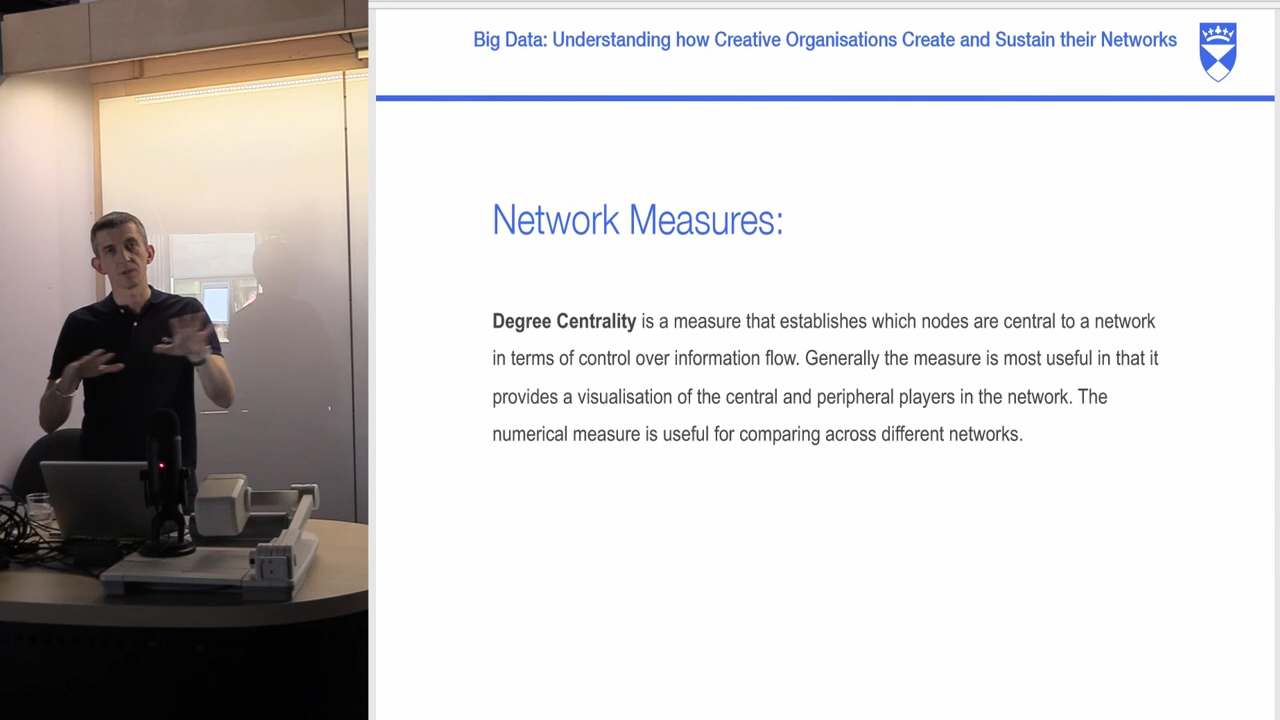 Big Data: Understanding how Creative Organisations Create and Sustain their Networks
Network Measures:
Degree Centrality is a measure that establishes which nodes are central to a network
in terms of control over information flow. Generally the measure is most useful in that it
provides a visualisation of the central and peripheral players in the network. The
numerical measure is useful for comparing across different networks.